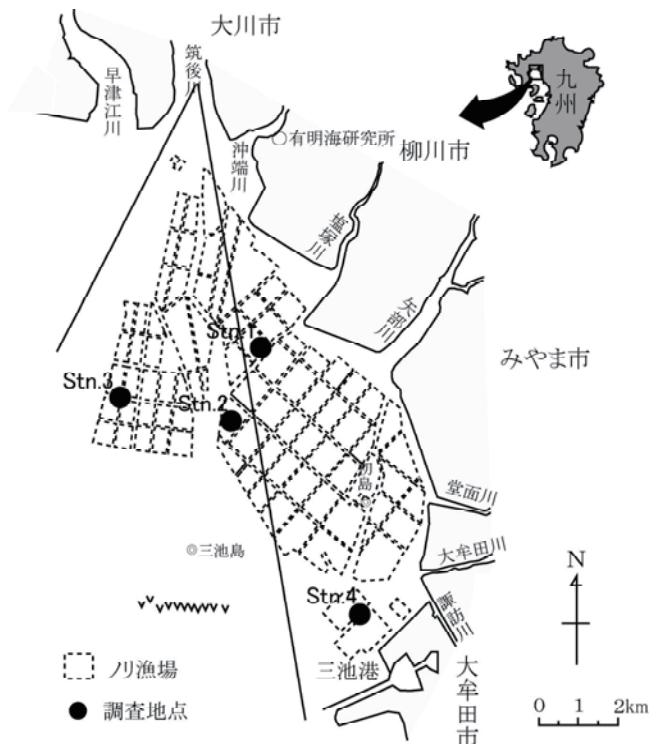 大川市
筑後川
早津江川
沖端川
有明海研究所
柳川市
九州
塩塚川
矢部川
みやま市
Stn.1
Stn.3
Stn.2
初島
堂面川
三池島
大牟田川
N
Stn.4
諏訪川
三池港
大牟田市
ノリ漁場
調査地点
0 1 2km